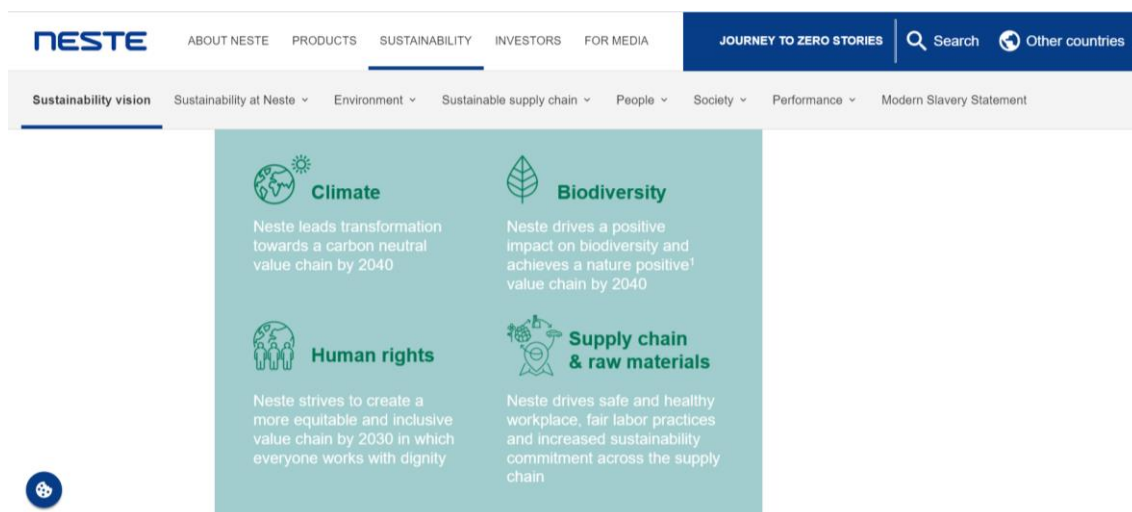 NESTE
ABOUT NESTE PRODUCTS SUSTAINABILITY INVESTORS FOR MEDIA
JOURNEY TO ZERO STORIES Search Other countries
Sustainability vision Sustainability at Neste Environment Sustainable supply chain People Society Performance Modern Slavery Statement
Climate
Neste leads transformation
towards a carbon neutral
value chain by 2040
Biodiversity
Neste drives a positive
impact on biodiversity and
achieves a nature positive¹
value chain by 2040
Human rights
Neste strives to create a
more equitable and inclusive
value chain by 2030 in which
everyone works with dignity
Supply chain
& raw materials
Neste drives safe and healthy
workplace, fair labor practices
and increased sustainability
commitment across the supply
chain